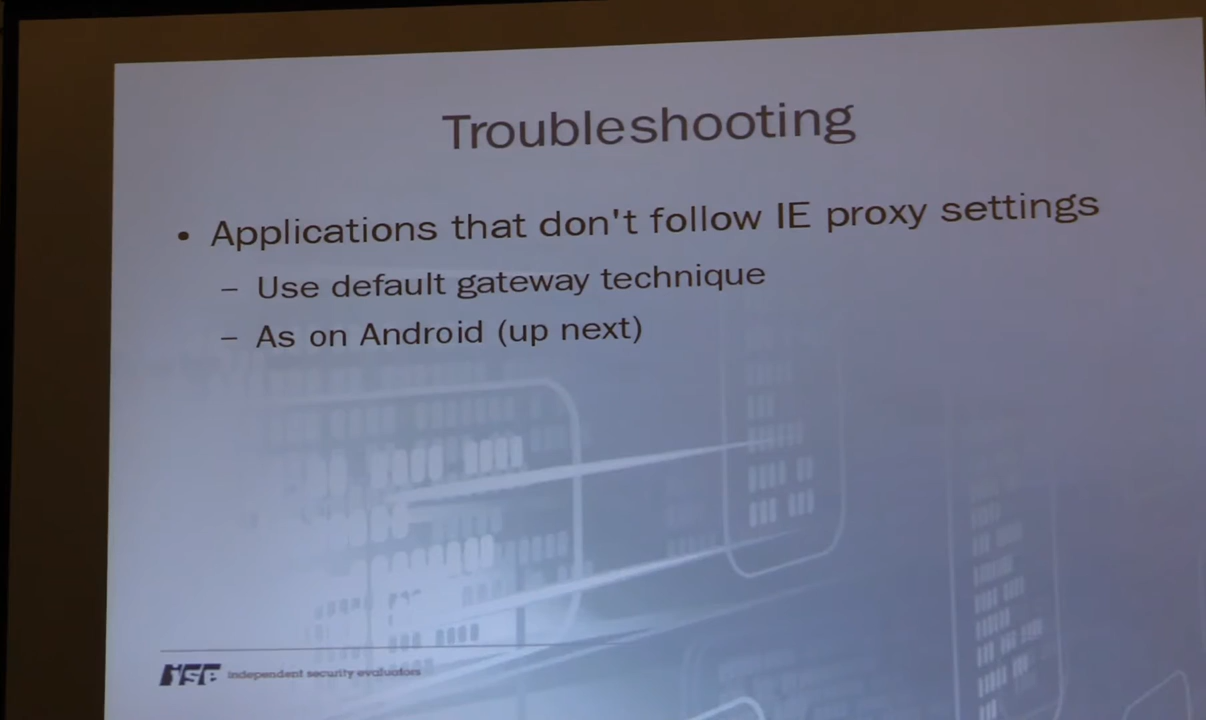 Troubleshooting
• Applications that don't follow IE proxy settings
– Use default gateway technique
– As on Android (up next)
ise independent security evaluators